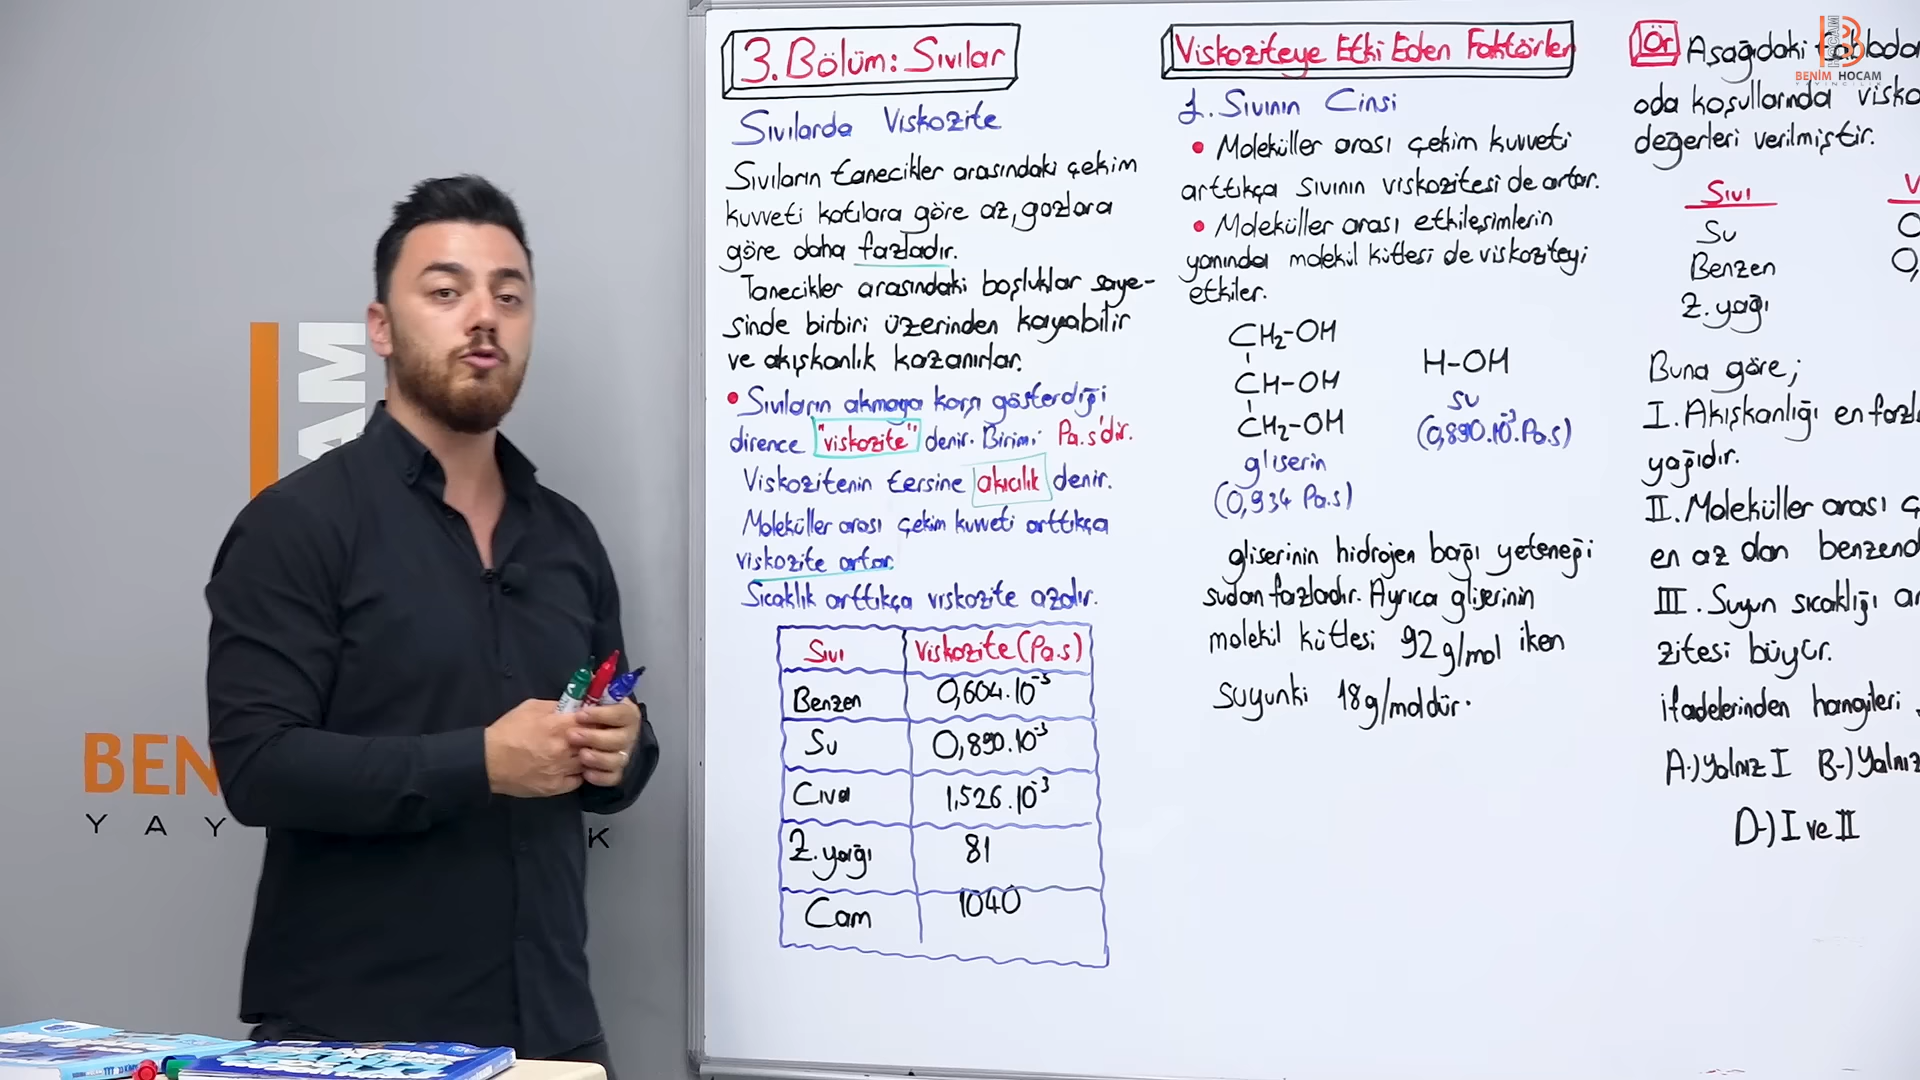 3. Bölüm: Sıvılar
Sıvılarda Viskozite
Sıvıların tanecikler arasındaki çekim
kuvveti katılara göre az, gazlara
göre daha fazladır.
Tanecikler arasındaki boşluklar saye-
sinde birbiri üzerinden kayabilir
ve akışkanlık kazanırlar.
• Sıvıların akmaya karşı gösterdiği
dirence "viskozite" denir. Birimi Pa.s'dir.
Viskozitenin tersine akıcılık denir.
Moleküller arası çekim kuvveti arttıkça
viskozite artar.
Sıcaklık arttıkça viskozite azalır.
Sıvı Viskozite (Pa.s)
Benzen 0,604.10⁻³
Su 0,890.10⁻³
Cıva 1,526.10⁻³
Z. yağı 81
Cam 1040
Viskoziteye Etki Eden Faktörler
1. Sıvının Cinsi
• Moleküller arası çekim kuvveti
arttıkça sıvının viskozitesi de artar.
• Moleküller arası etkileşimlerin
yanında molekül kütlesi de viskoziteyi
etkiler.
CH₂-OH
CH-OH
CH₂-OH
gliserin
(0,934 Pa.s)
H-OH
su
(0,890.10⁻³ Pa.s)
gliserinin hidrojen bağı yeteneği
sudan fazladır. Ayrıca gliserinin
molekül kütlesi 92 g/mol iken
suyunki 18 g/moldür.
Ör Aşağıdaki
oda koşullarında
değerleri verilmiştir.
Sıvı
Su
Benzen
Z. yağı
Buna göre;
I. Akışkanlığı en
yağıdır.
II. Moleküller arası
en az olan
III. Suyun sıcaklığı
zitesi büyür.
ifadelerinden hangileri
A-) Yalnız I B-) Yalnız
D-) I ve II
BENİM HOCAM
YAYINCILIK
AM
BEN
YAY
K